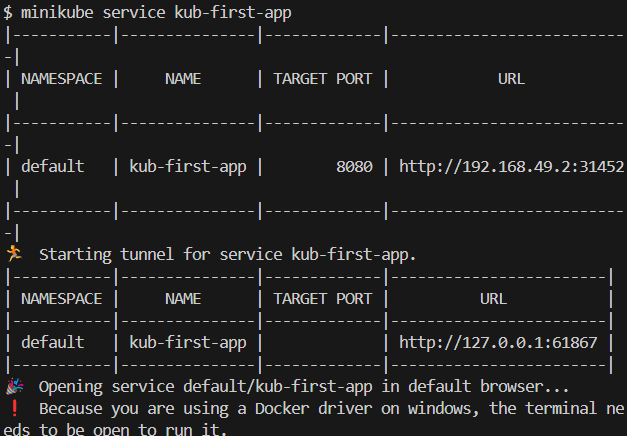 $ minikube service kub-first-app
|-----------|---------------|-------------|--------------------------
-|
| NAMESPACE |     NAME      | TARGET PORT |            URL
 |
|-----------|---------------|-------------|--------------------------
-|
| default   | kub-first-app |        8080 | http://192.168.49.2:31452
 |
|-----------|---------------|-------------|--------------------------
-|
🏃  Starting tunnel for service kub-first-app.
|-----------|---------------|-------------|------------------------|
| NAMESPACE |     NAME      | TARGET PORT |          URL           |
|-----------|---------------|-------------|------------------------|
| default   | kub-first-app |             | http://127.0.0.1:61867 |
|-----------|---------------|-------------|------------------------|
🎉  Opening service default/kub-first-app in default browser...
❗  Because you are using a Docker driver on windows, the terminal ne
eds to be open to run it.